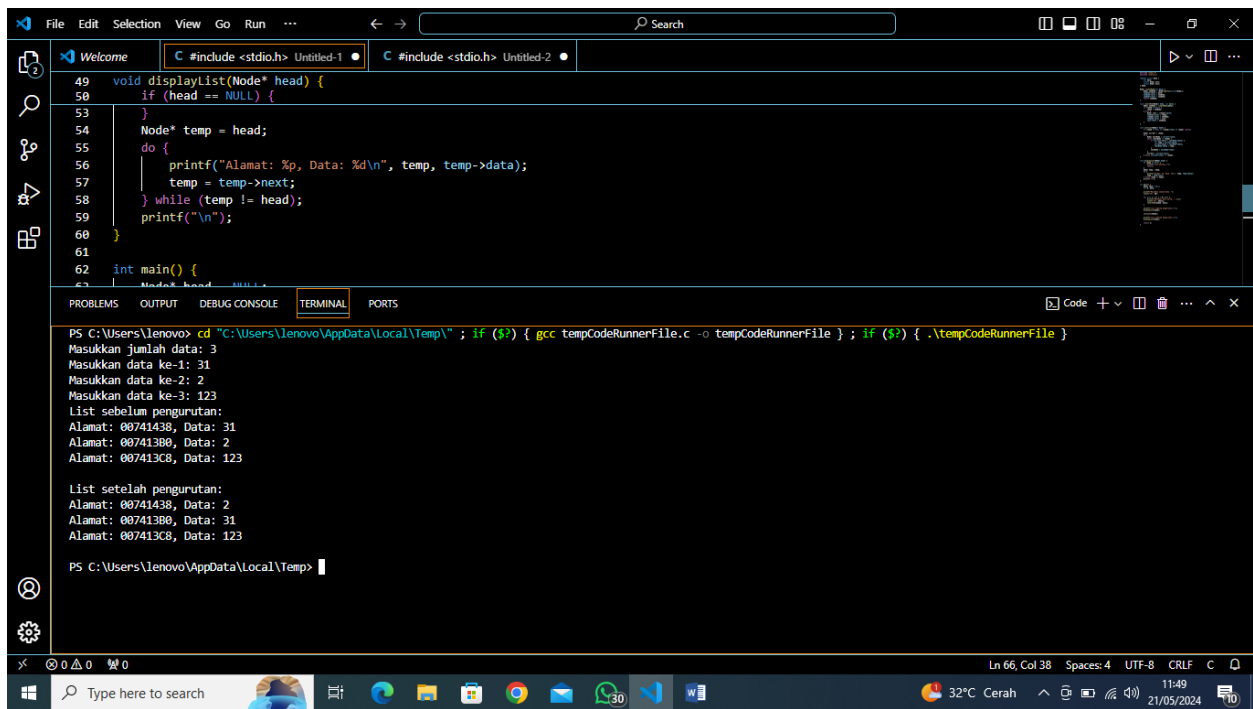 File Edit Selection View Go Run ··· ← → Search
Welcome C #include <stdio.h> Untitled-1 ● C #include <stdio.h> Untitled-2 ●
49 void displayList(Node* head) {
50 if (head == NULL) {
53 }
54 Node* temp = head;
55 do {
56 printf("Alamat: %p, Data: %d\n", temp, temp->data);
57 temp = temp->next;
58 } while (temp != head);
59 printf("\n");
60 }
61
62 int main() {
63 Node* head = NULL;
PROBLEMS OUTPUT DEBUG CONSOLE TERMINAL PORTS Code
PS C:\Users\lenovo> cd "C:\Users\lenovo\AppData\Local\Temp\" ; if ($?) { gcc tempCodeRunnerFile.c -o tempCodeRunnerFile } ; if ($?) { .\tempCodeRunnerFile }
Masukkan jumlah data: 3
Masukkan data ke-1: 31
Masukkan data ke-2: 2
Masukkan data ke-3: 123
List sebelum pengurutan:
Alamat: 00741438, Data: 31
Alamat: 007413B0, Data: 2
Alamat: 007413C8, Data: 123
List setelah pengurutan:
Alamat: 00741438, Data: 2
Alamat: 007413B0, Data: 31
Alamat: 007413C8, Data: 123
PS C:\Users\lenovo\AppData\Local\Temp>
2
0 0 0 Ln 66, Col 38 Spaces: 4 UTF-8 CRLF C
Type here to search 30 32°C Cerah 11:49
21/05/2024 10